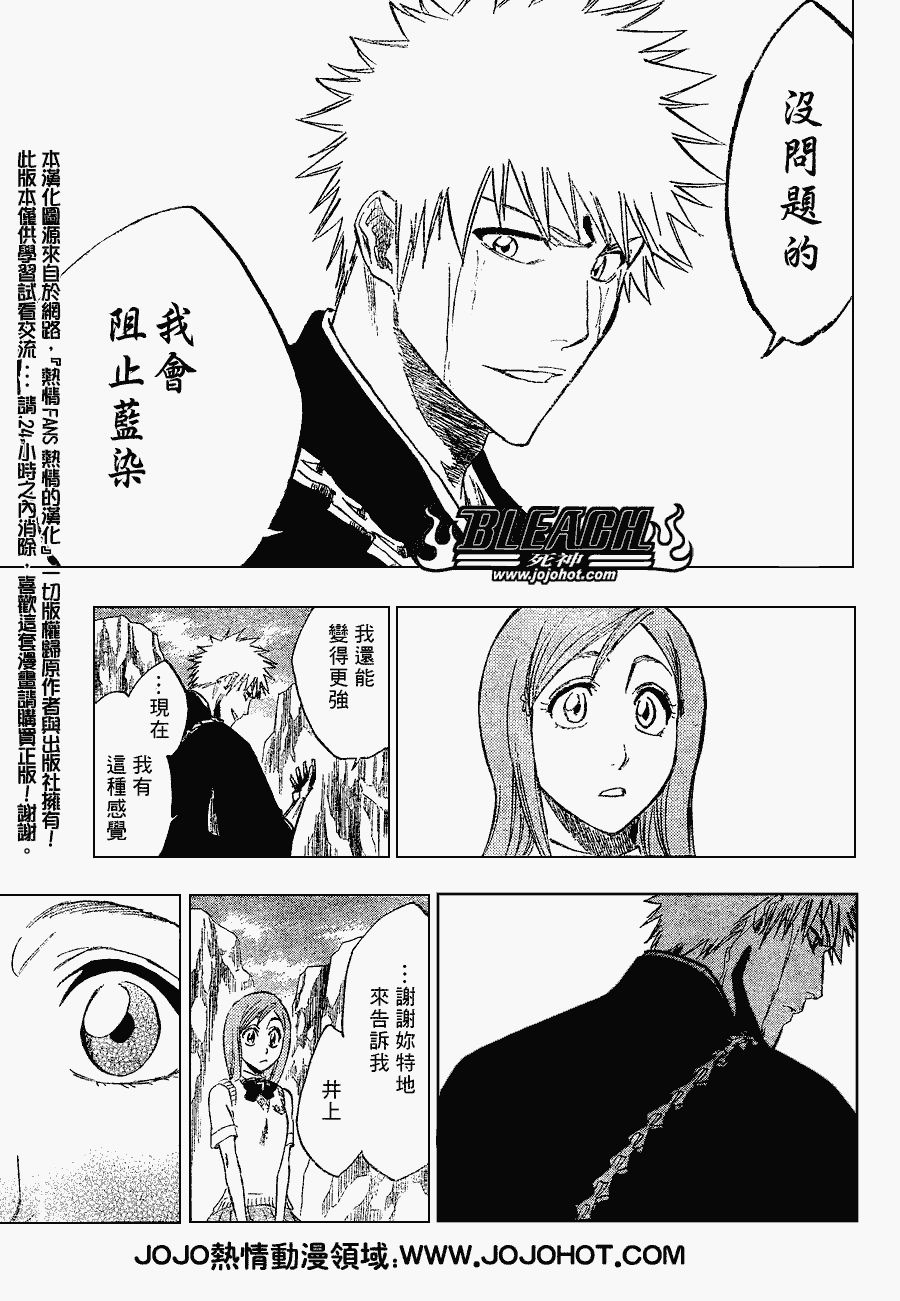 沒問題的
我會
阻止藍染
BLEACH
死神
www.jojohot.com
我還能
變得更強
…現在
我有
這種感覺
…謝謝妳特地
來告訴我
井上
本漢化圖源來自於網路，『熱情FANS 熱情的漢化』一切版權歸原作者與出版社擁有！
此版本僅供學習試看交流…請24小時之內消除，喜歡這套漫畫請購買正版！謝謝。
JOJO熱情動漫領域:WWW.JOJOHOT.COM